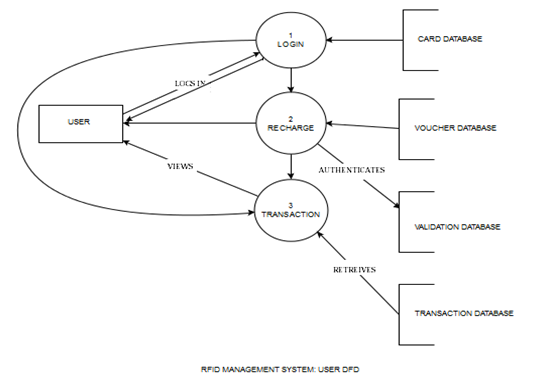 1
LOGIN
CARD DATABASE
LOGS IN
USER
2
RECHARGE
VOUCHER DATABASE
VIEWS
AUTHENTICATES
3
TRANSACTION
VALIDATION DATABASE
RETREIVES
TRANSACTION DATABASE
RFID MANAGEMENT SYSTEM: USER DFD